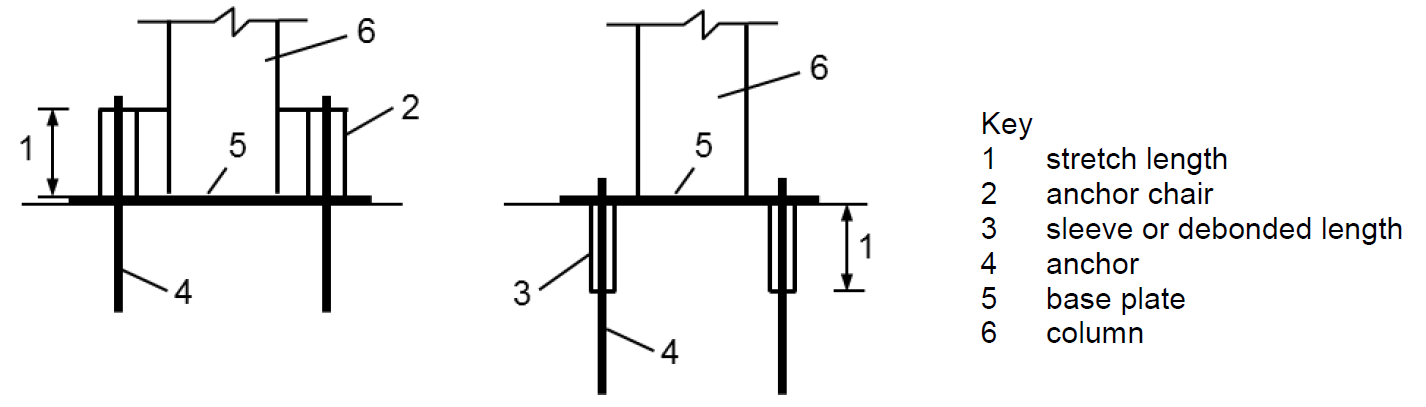 6
2
1
5
4
6
5
1
3
4
Key
1 stretch length
2 anchor chair
3 sleeve or debonded length
4 anchor
5 base plate
6 column